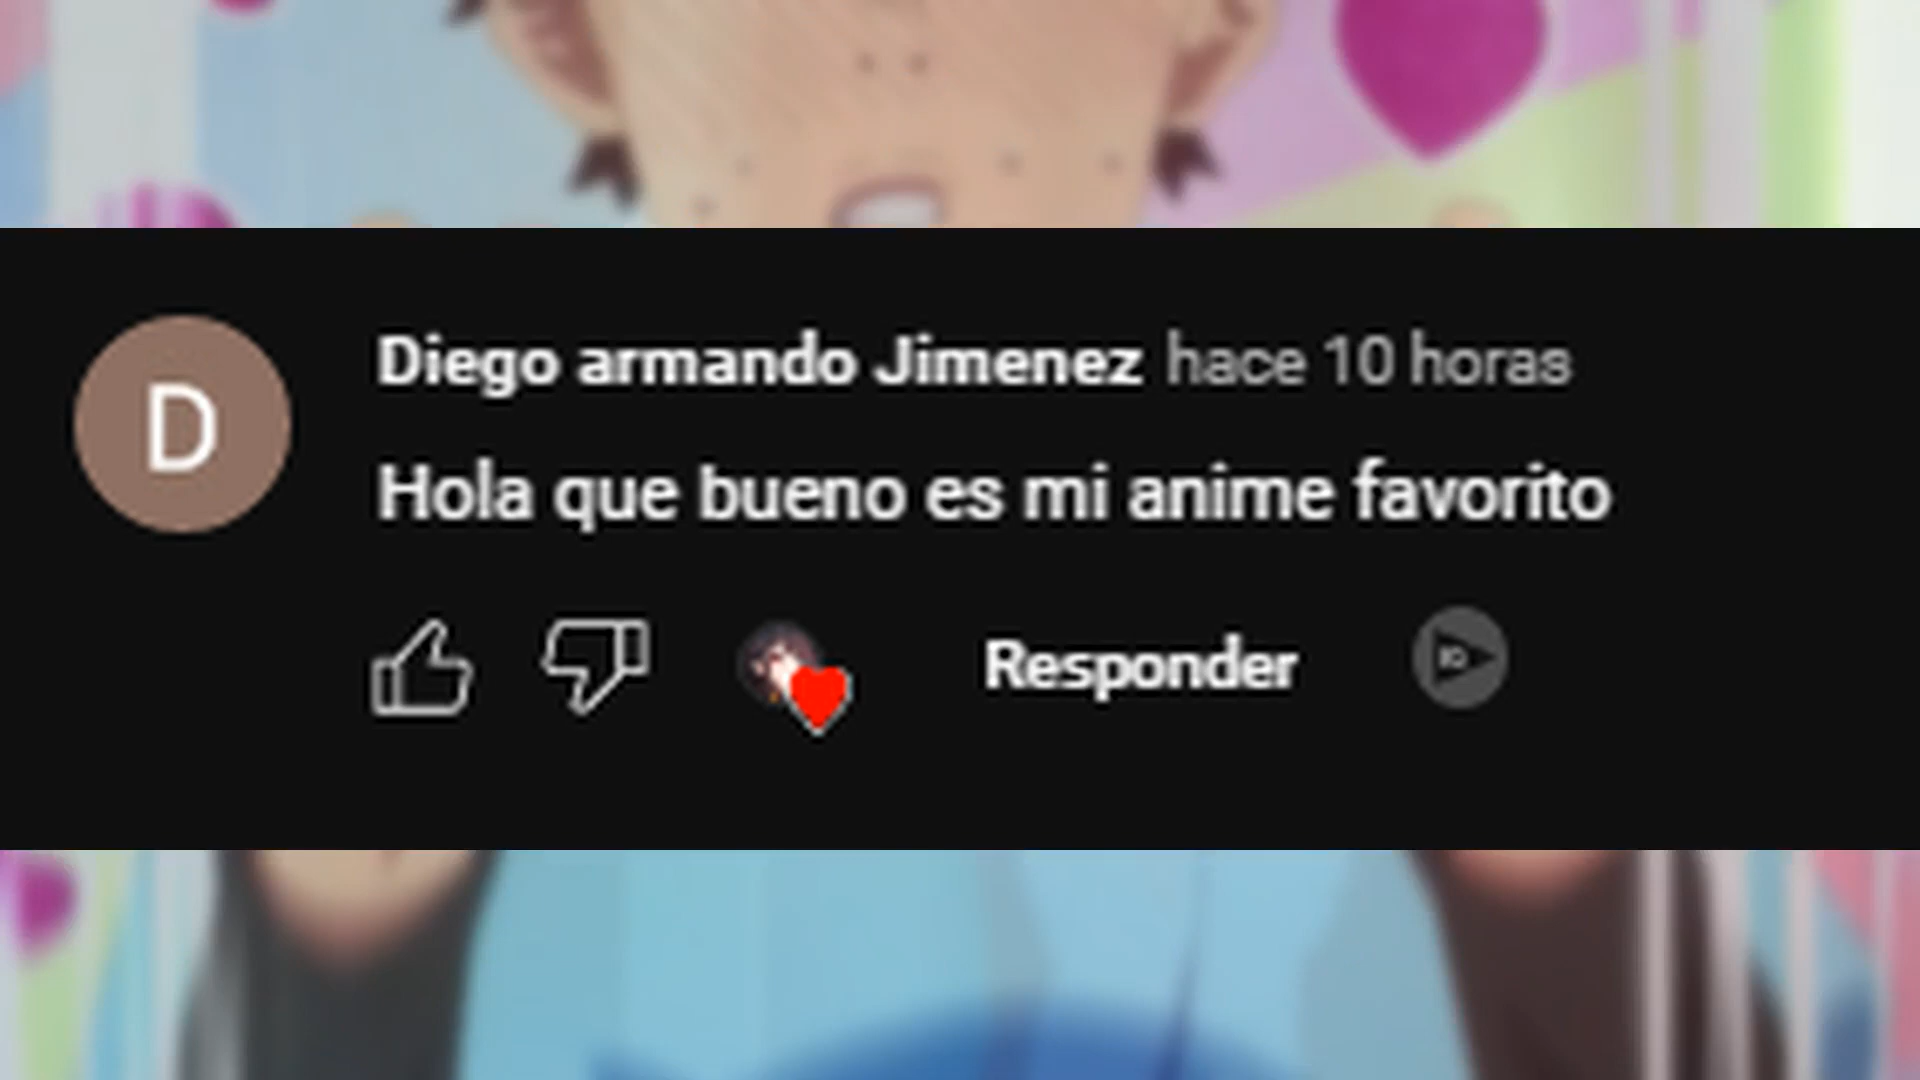 D
Diego armando Jimenez hace 10 horas
Hola que bueno es mi anime favorito
Responder